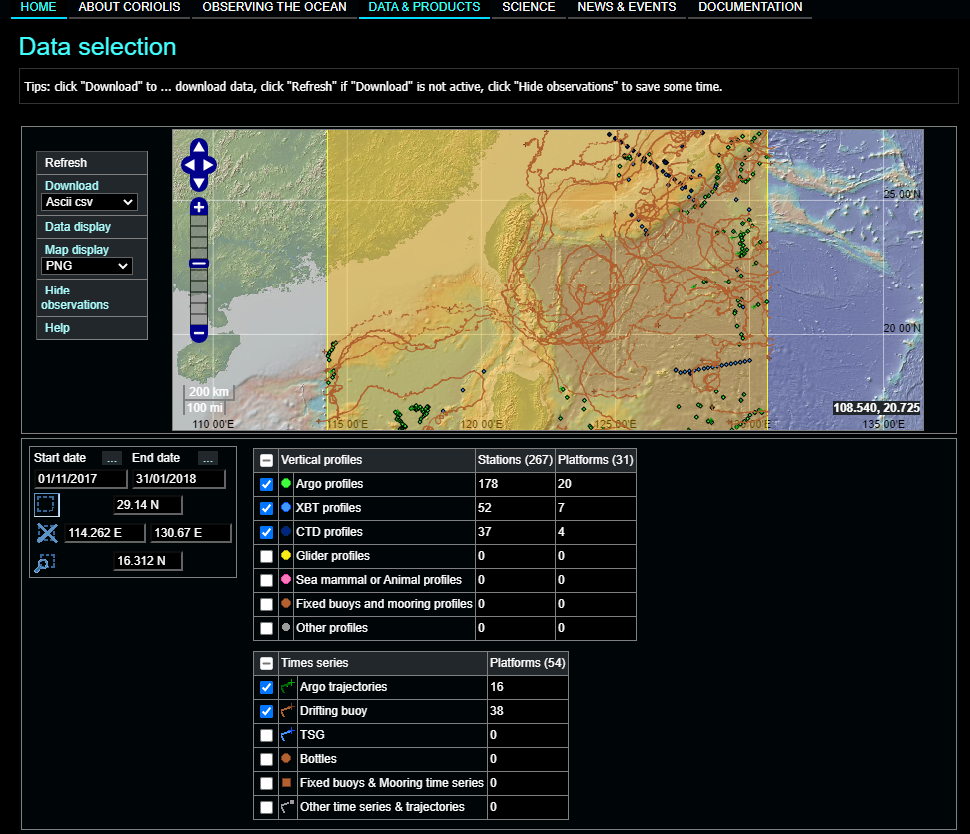 HOME ABOUT CORIOLIS OBSERVING THE OCEAN DATA & PRODUCTS SCIENCE NEWS & EVENTS DOCUMENTATION
Data selection
Tips: click "Download" to ... download data, click "Refresh" if "Download" is not active, click "Hide observations" to save some time.
Refresh
Download
Ascii csv
Data display
Map display
PNG
Hide
observations
Help
25 00'N
20 00'N
200 km
100 mi
108.540, 20.725
110 00'E 115 00'E 120 00'E 125 00'E 130 00'E 135 00'E
Start date ... End date ...
01/11/2017 31/01/2018
29.14 N
114.262 E 130.67 E
16.312 N
Vertical profiles Stations (267) Platforms (31)
Argo profiles 178 20
XBT profiles 52 7
CTD profiles 37 4
Glider profiles 0 0
Sea mammal or Animal profiles 0 0
Fixed buoys and mooring profiles 0 0
Other profiles 0 0
Times series Platforms (54)
Argo trajectories 16
Drifting buoy 38
TSG 0
Bottles 0
Fixed buoys & Mooring time series 0
Other time series & trajectories 0